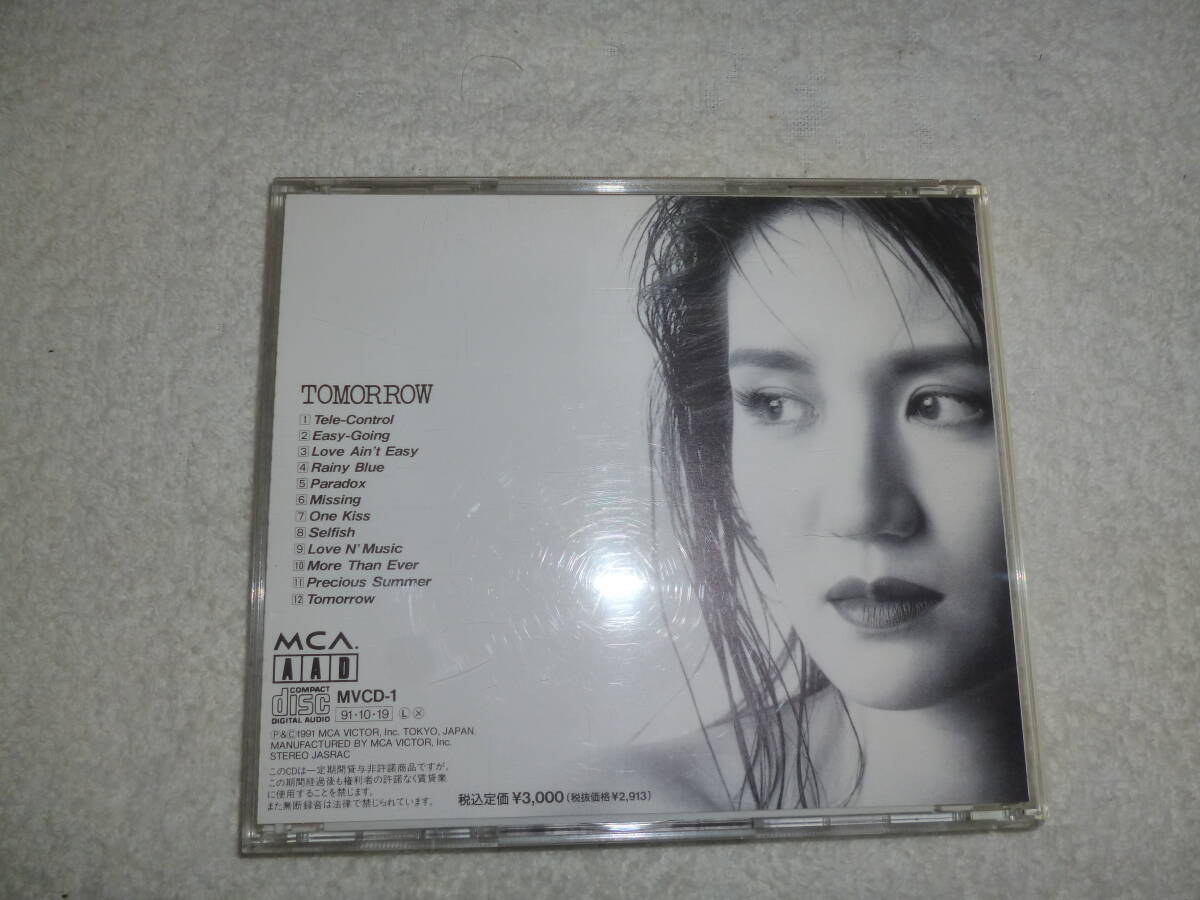 TOMORROW
1 Tele-Control
2 Easy-Going
3 Love Ain't Easy
4 Rainy Blue
5 Paradox
6 Missing
7 One Kiss
8 Selfish
9 Love N' Music
10 More Than Ever
11 Precious Summer
12 Tomorrow
MCA.
AAD
COMPACT
disc
DIGITAL AUDIO
MVCD-1
91·10·19 Ⓛ Ⓧ
Ⓟ&Ⓒ1991 MCA VICTOR, Inc. TOKYO, JAPAN.
MANUFACTURED BY MCA VICTOR, Inc.
STEREO JASRAC
このCDは一定期間貸与非許諾商品ですが、
この期間経過後も権利者の許諾なく賃貸業
に使用することを禁じます。
また無断録音は法律で禁じられています。
税込定価 ¥3,000(税抜価格¥2,913)